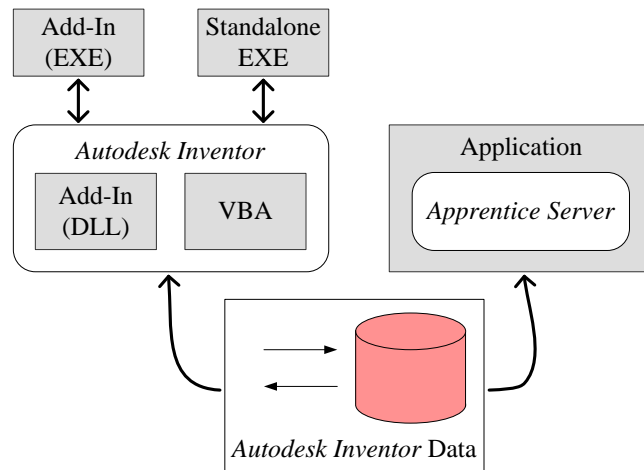 Add-In
(EXE)
Standalone
EXE
Autodesk Inventor
Add-In
(DLL)
VBA
Application
Apprentice Server
Autodesk Inventor Data